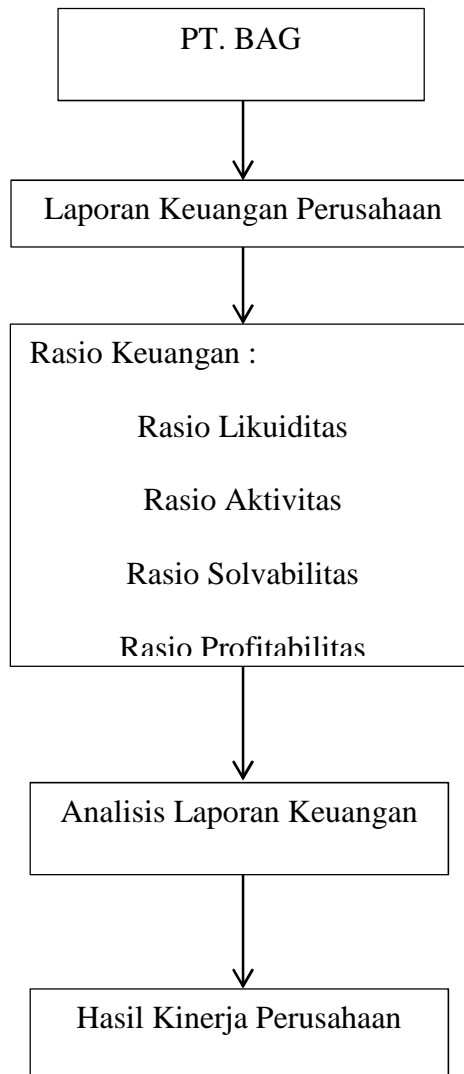 PT. BAG
Laporan Keuangan Perusahaan
Rasio Keuangan :
Rasio Likuiditas
Rasio Aktivitas
Rasio Solvabilitas
Rasio Profitabilitas
Analisis Laporan Keuangan
Hasil Kinerja Perusahaan